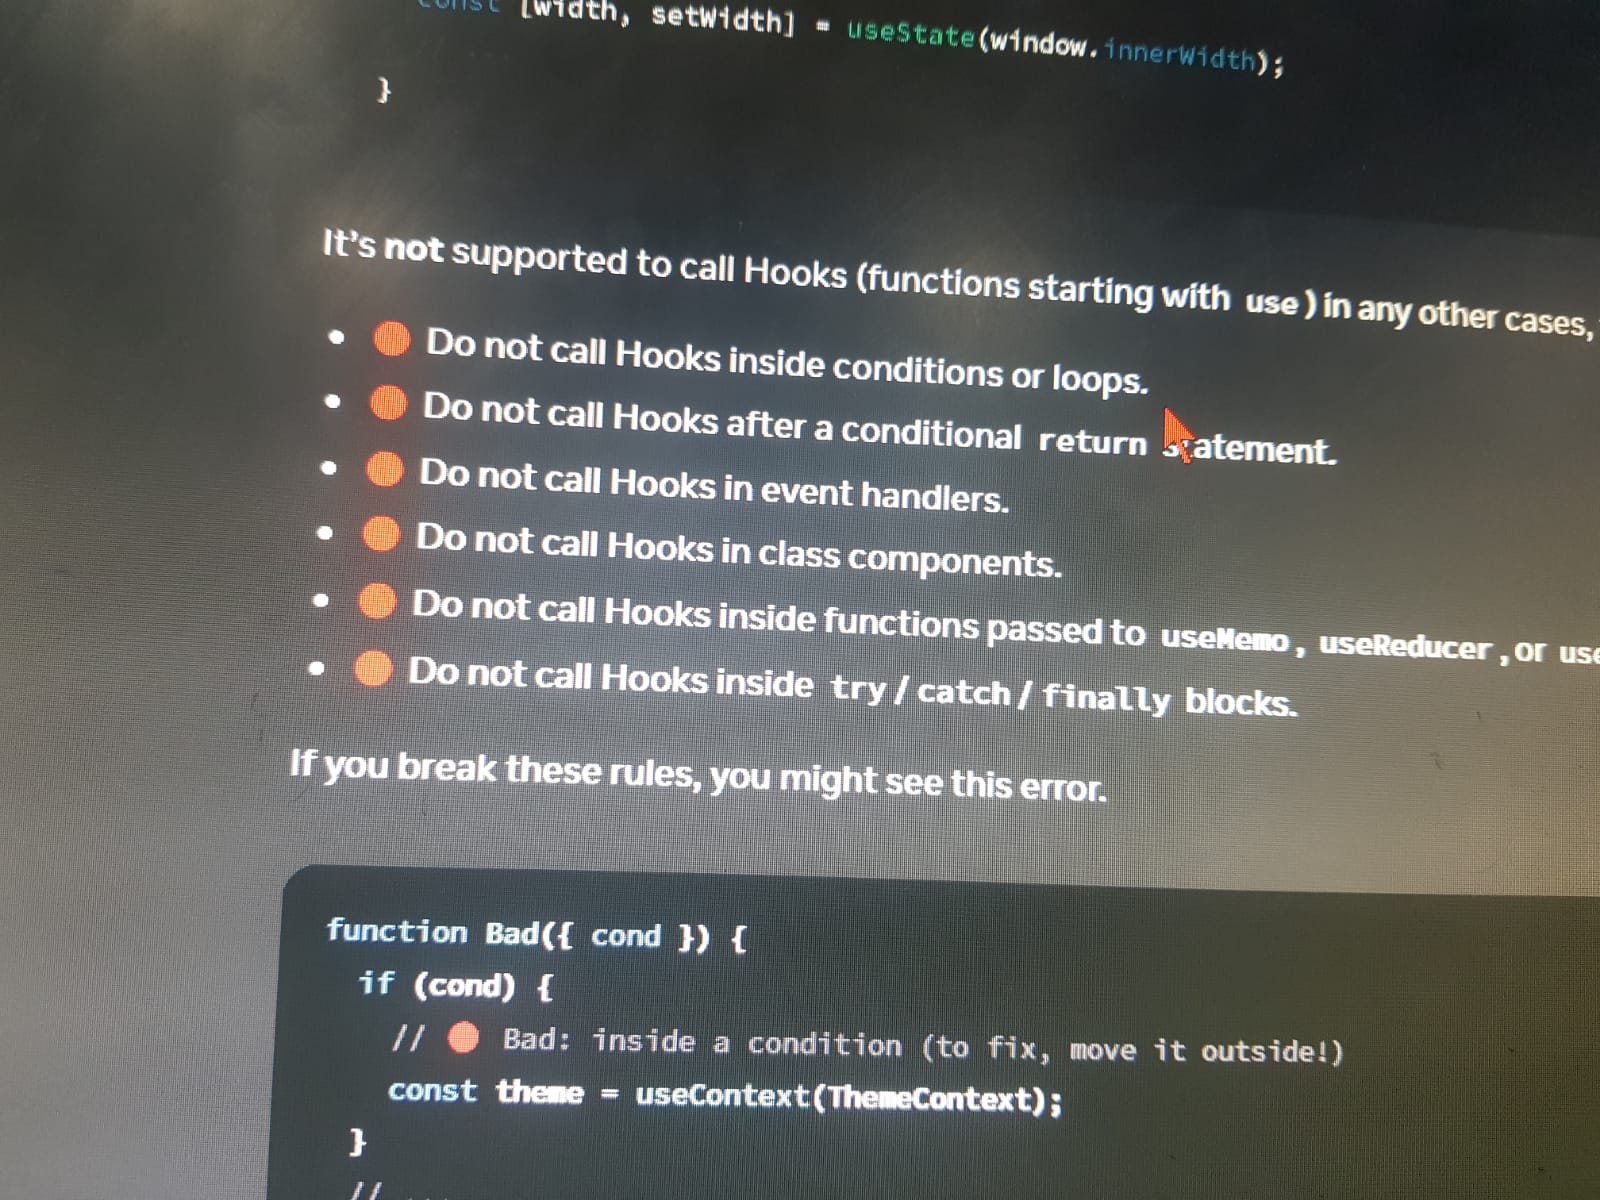 const [width, setWidth] = useState(window.innerWidth);
}
It's not supported to call Hooks (functions starting with use) in any other cases,
• 🔴 Do not call Hooks inside conditions or loops.
• 🔴 Do not call Hooks after a conditional return statement.
• 🔴 Do not call Hooks in event handlers.
• 🔴 Do not call Hooks in class components.
• 🔴 Do not call Hooks inside functions passed to useMemo, useReducer, or
• 🔴 Do not call Hooks inside try/catch/finally blocks.
If you break these rules, you might see this error.
function Bad({ cond }) {
if (cond) {
// 🔴 Bad: inside a condition (to fix, move it outside!)
const theme = useContext(ThemeContext);
}
//